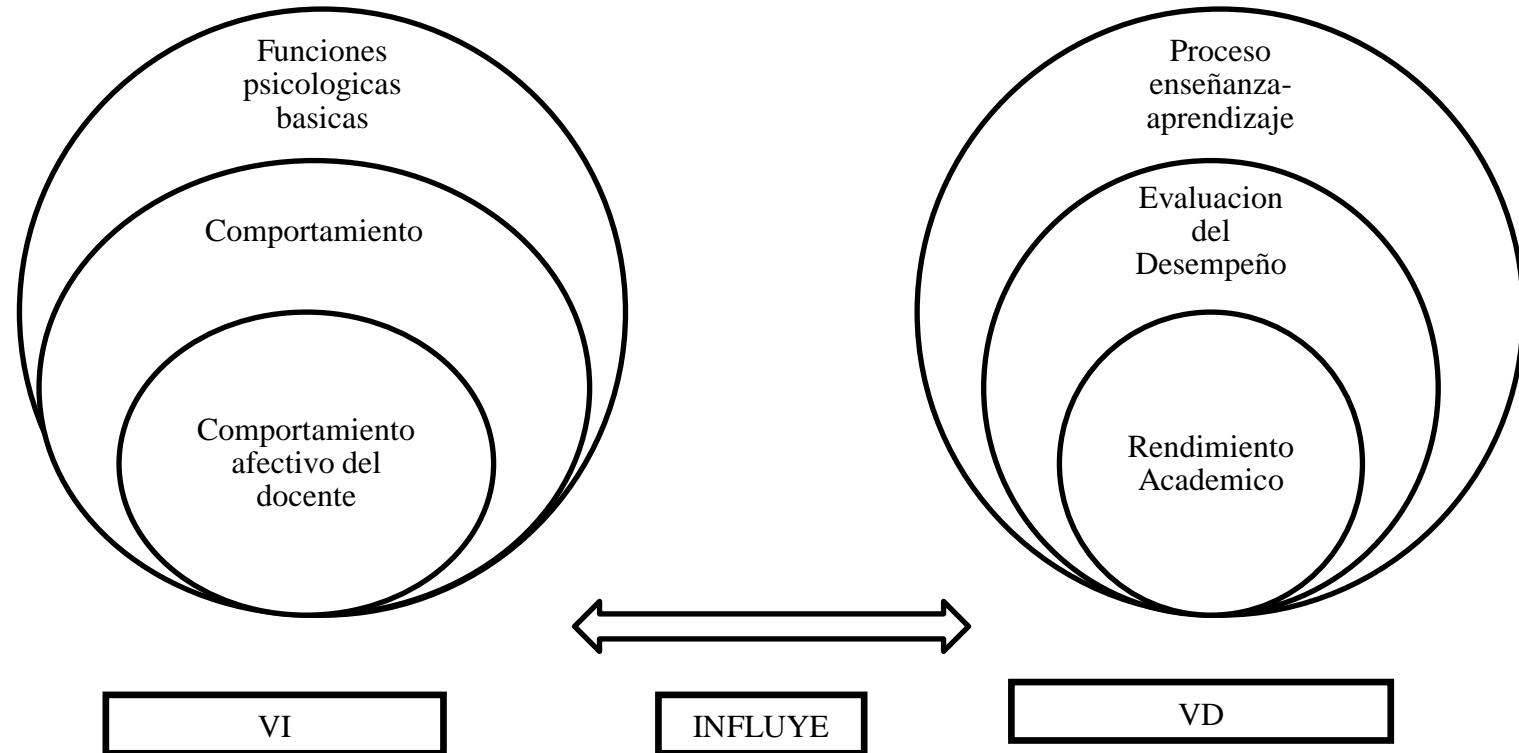 Funciones
psicologicas
basicas
Comportamiento
Comportamiento
afectivo del
docente
Proceso
enseñanza-
aprendizaje
Evaluacion
del
Desempeño
Rendimiento
Academico
VI
INFLUYE
VD